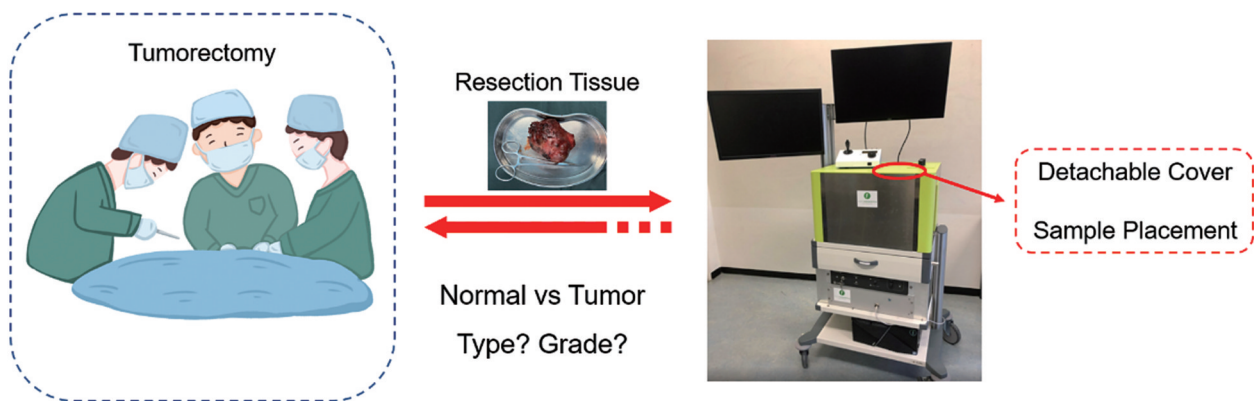 Tumorectomy
Resection Tissue
Normal vs Tumor
Type? Grade?
Detachable Cover
Sample Placement